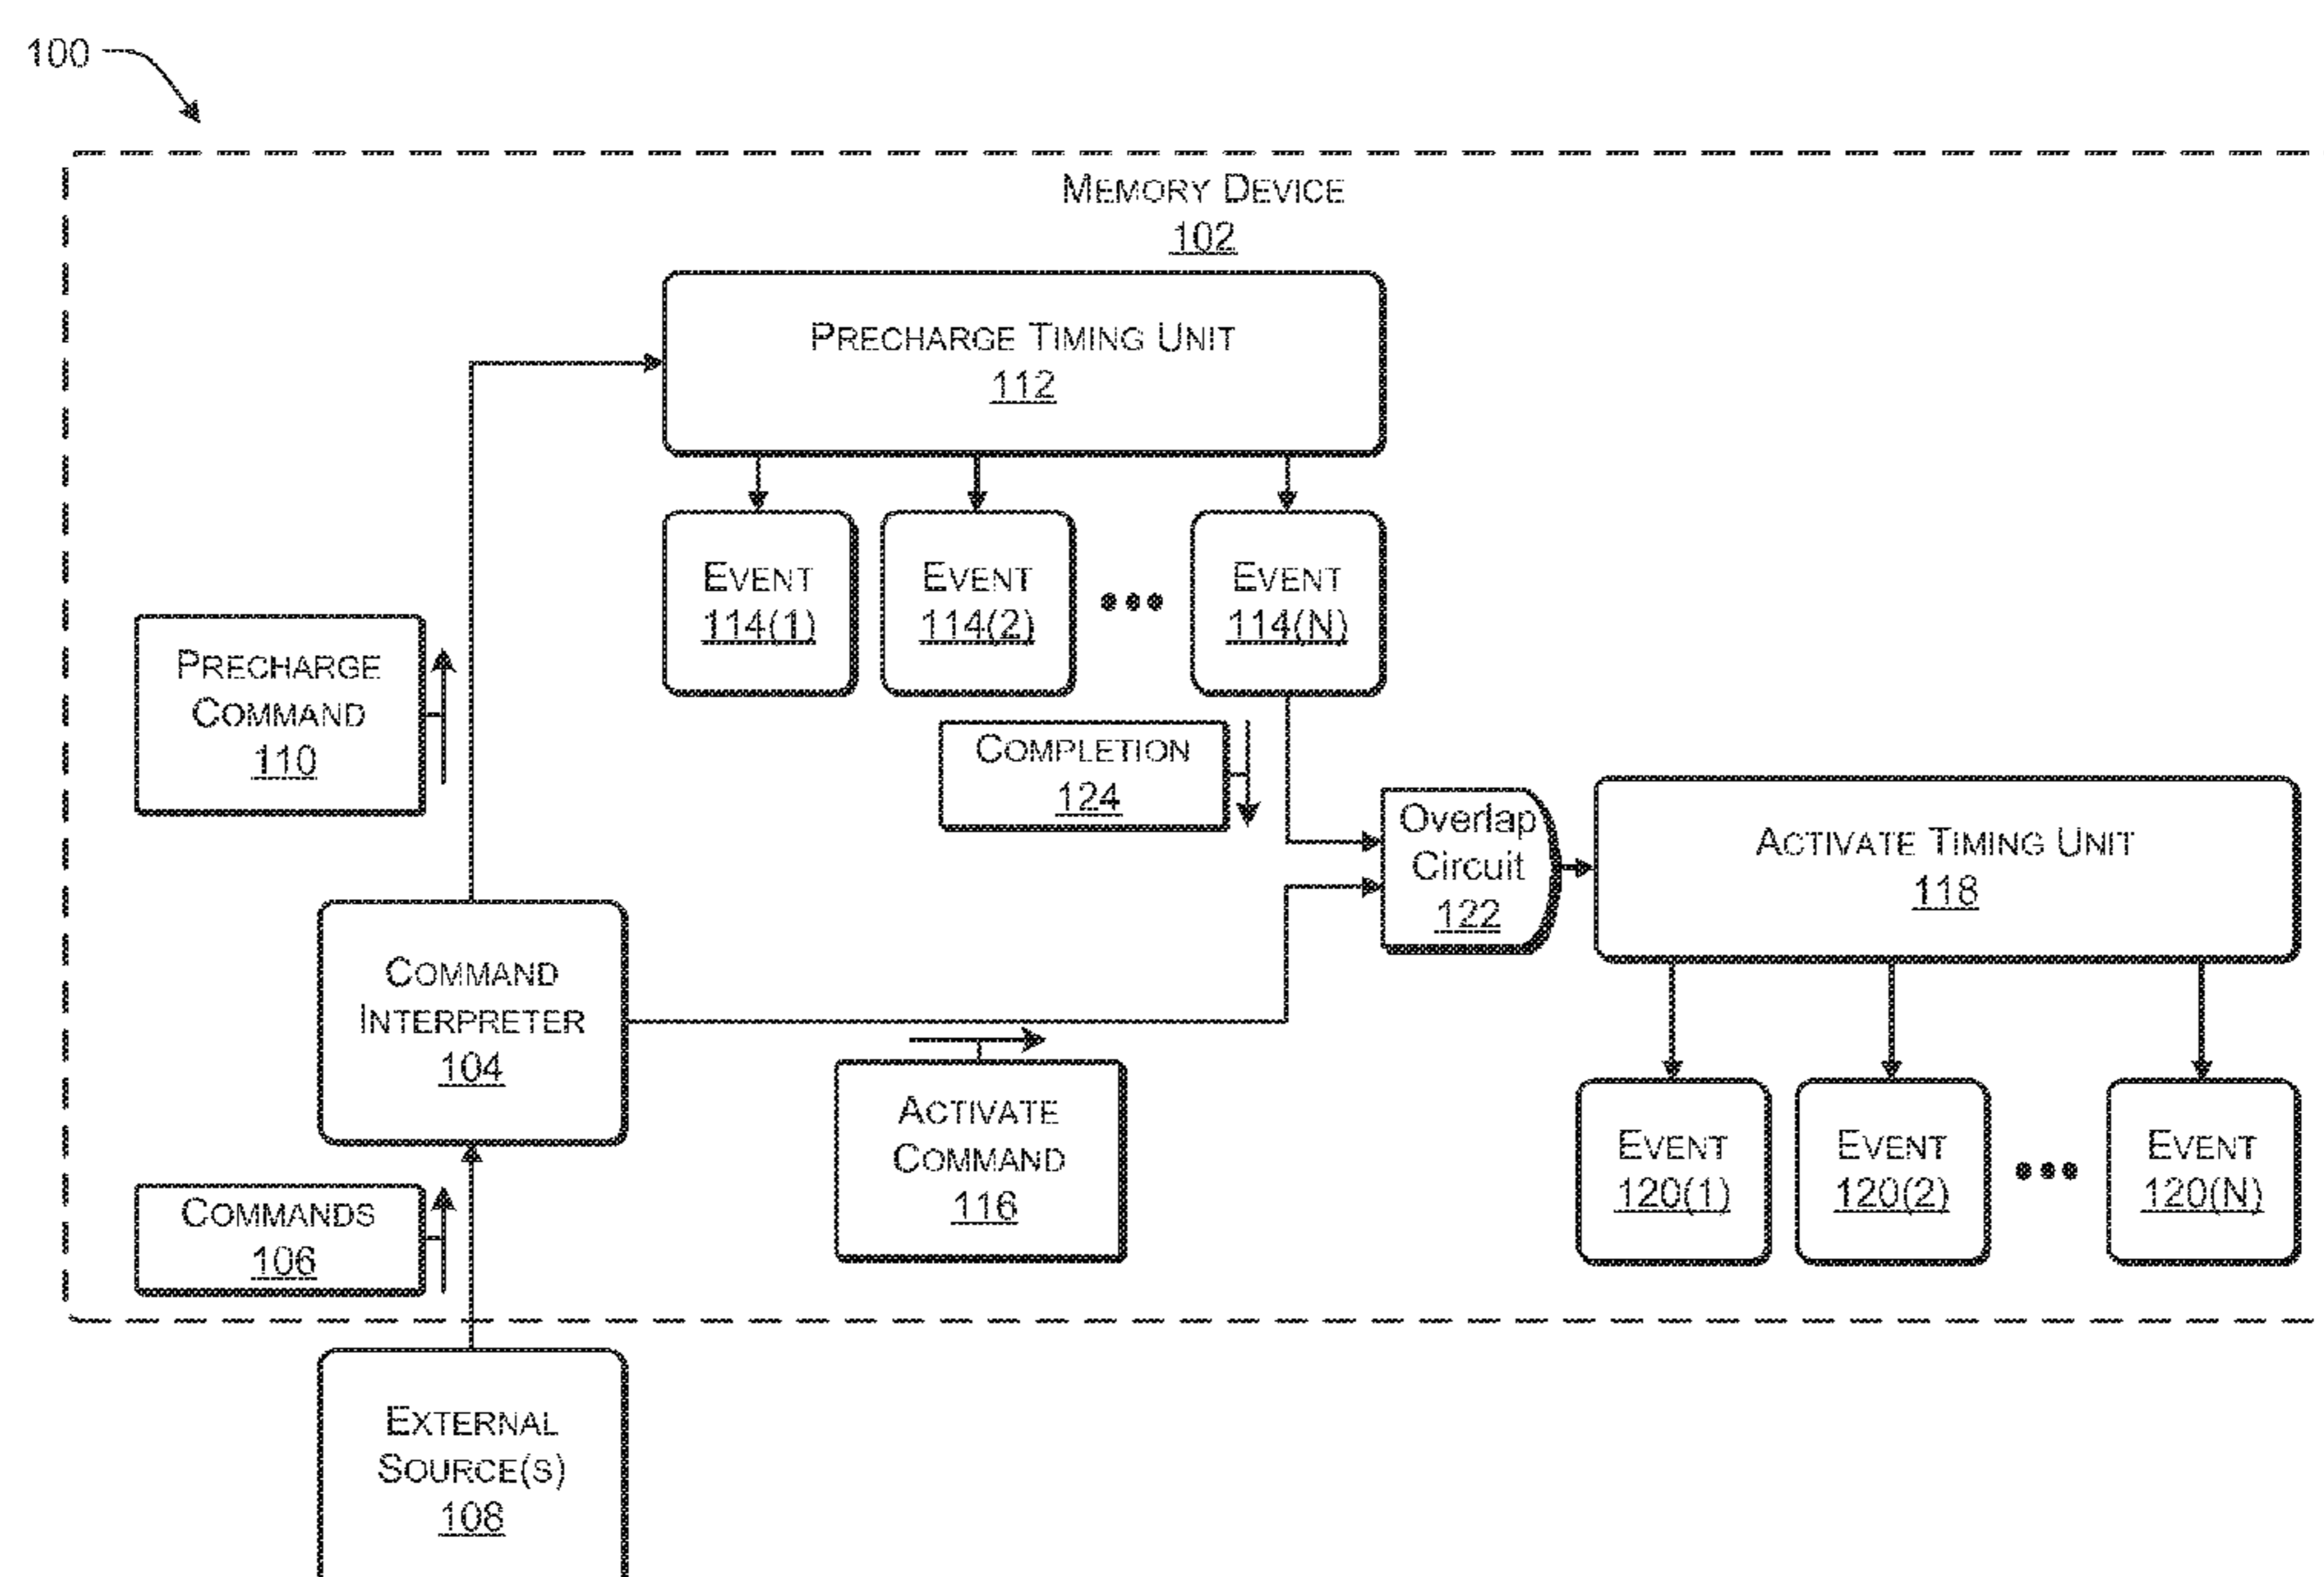 100
MEMORY DEVICE
102
PRECHARGE TIMING UNIT
112
EVENT
114(1)
EVENT
114(2)
•••
EVENT
114(N)
PRECHARGE
COMMAND
110
COMPLETION
124
Overlap
Circuit
122
ACTIVATE TIMING UNIT
118
COMMAND
INTERPRETER
104
ACTIVATE
COMMAND
116
EVENT
120(1)
EVENT
120(2)
•••
EVENT
120(N)
COMMANDS
106
EXTERNAL
SOURCE(S)
108